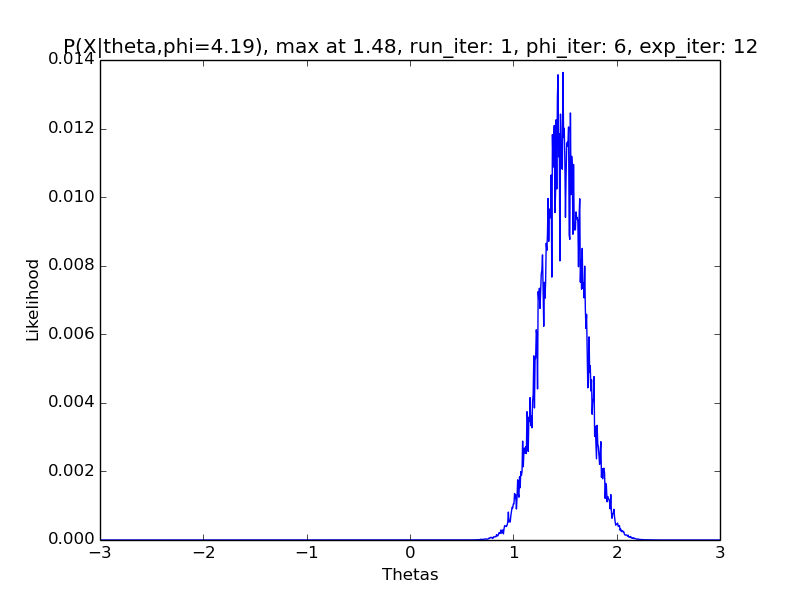 P(X|theta,phi=4.19), max at 1.48, run_iter: 1, phi_iter: 6, exp_iter: 12
0.014
0.012
0.010
0.008
0.006
0.004
0.002
0.000
Likelihood
−3 −2 −1 0 1 2 3
Thetas